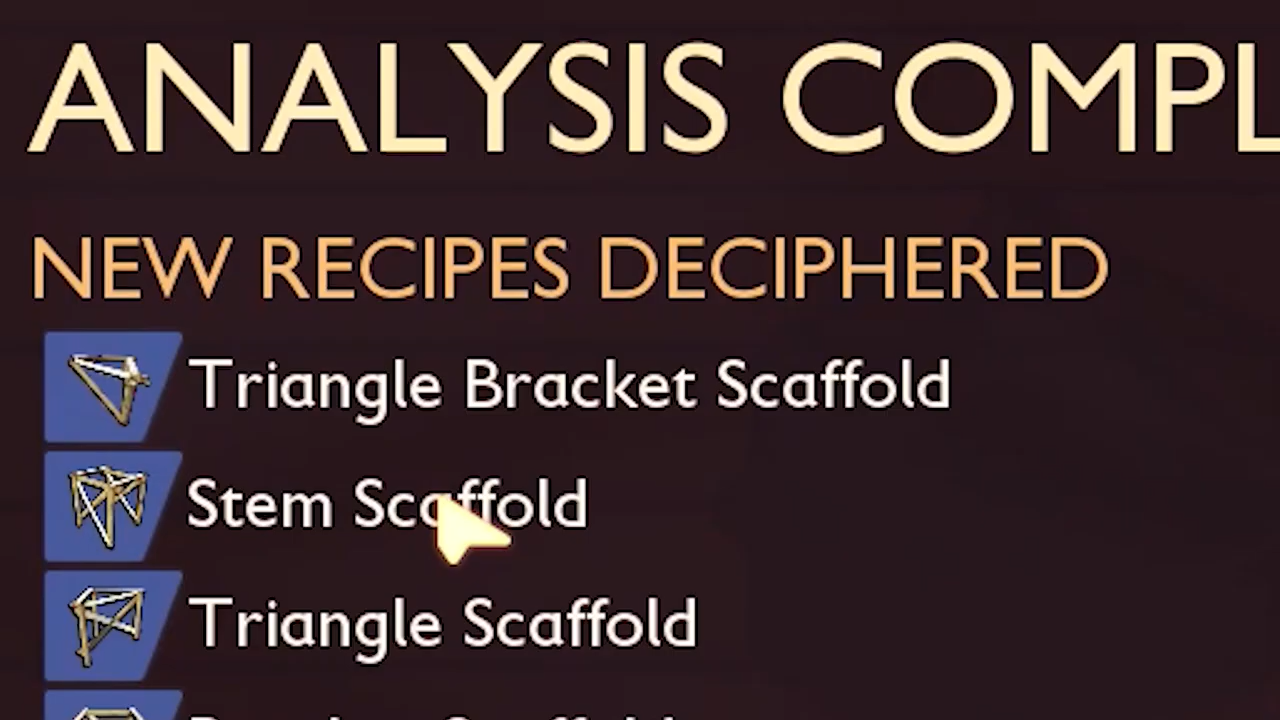 ANALYSIS COMPL
NEW RECIPES DECIPHERED
Triangle Bracket Scaffold
Stem Scaffold
Triangle Scaffold